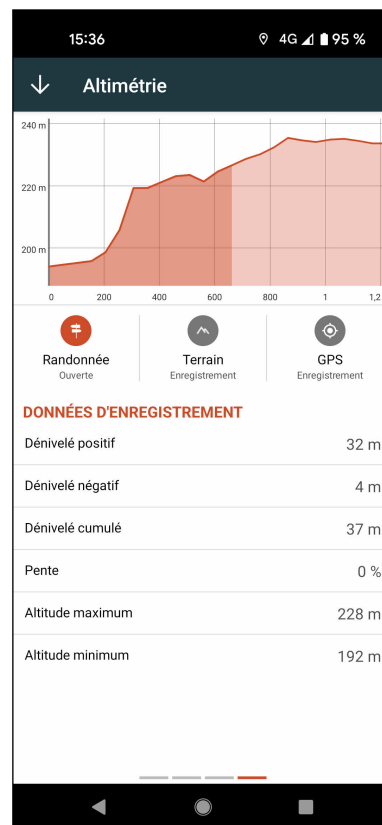 15:36 4G 95 %
Altimétrie
240 m
220 m
200 m
0 200 400 600 800 1 1,2
Randonnée Terrain GPS
Ouverte Enregistrement Enregistrement
DONNÉES D'ENREGISTREMENT
Dénivelé positif 32 m
Dénivelé négatif 4 m
Dénivelé cumulé 37 m
Pente 0 %
Altitude maximum 228 m
Altitude minimum 192 m